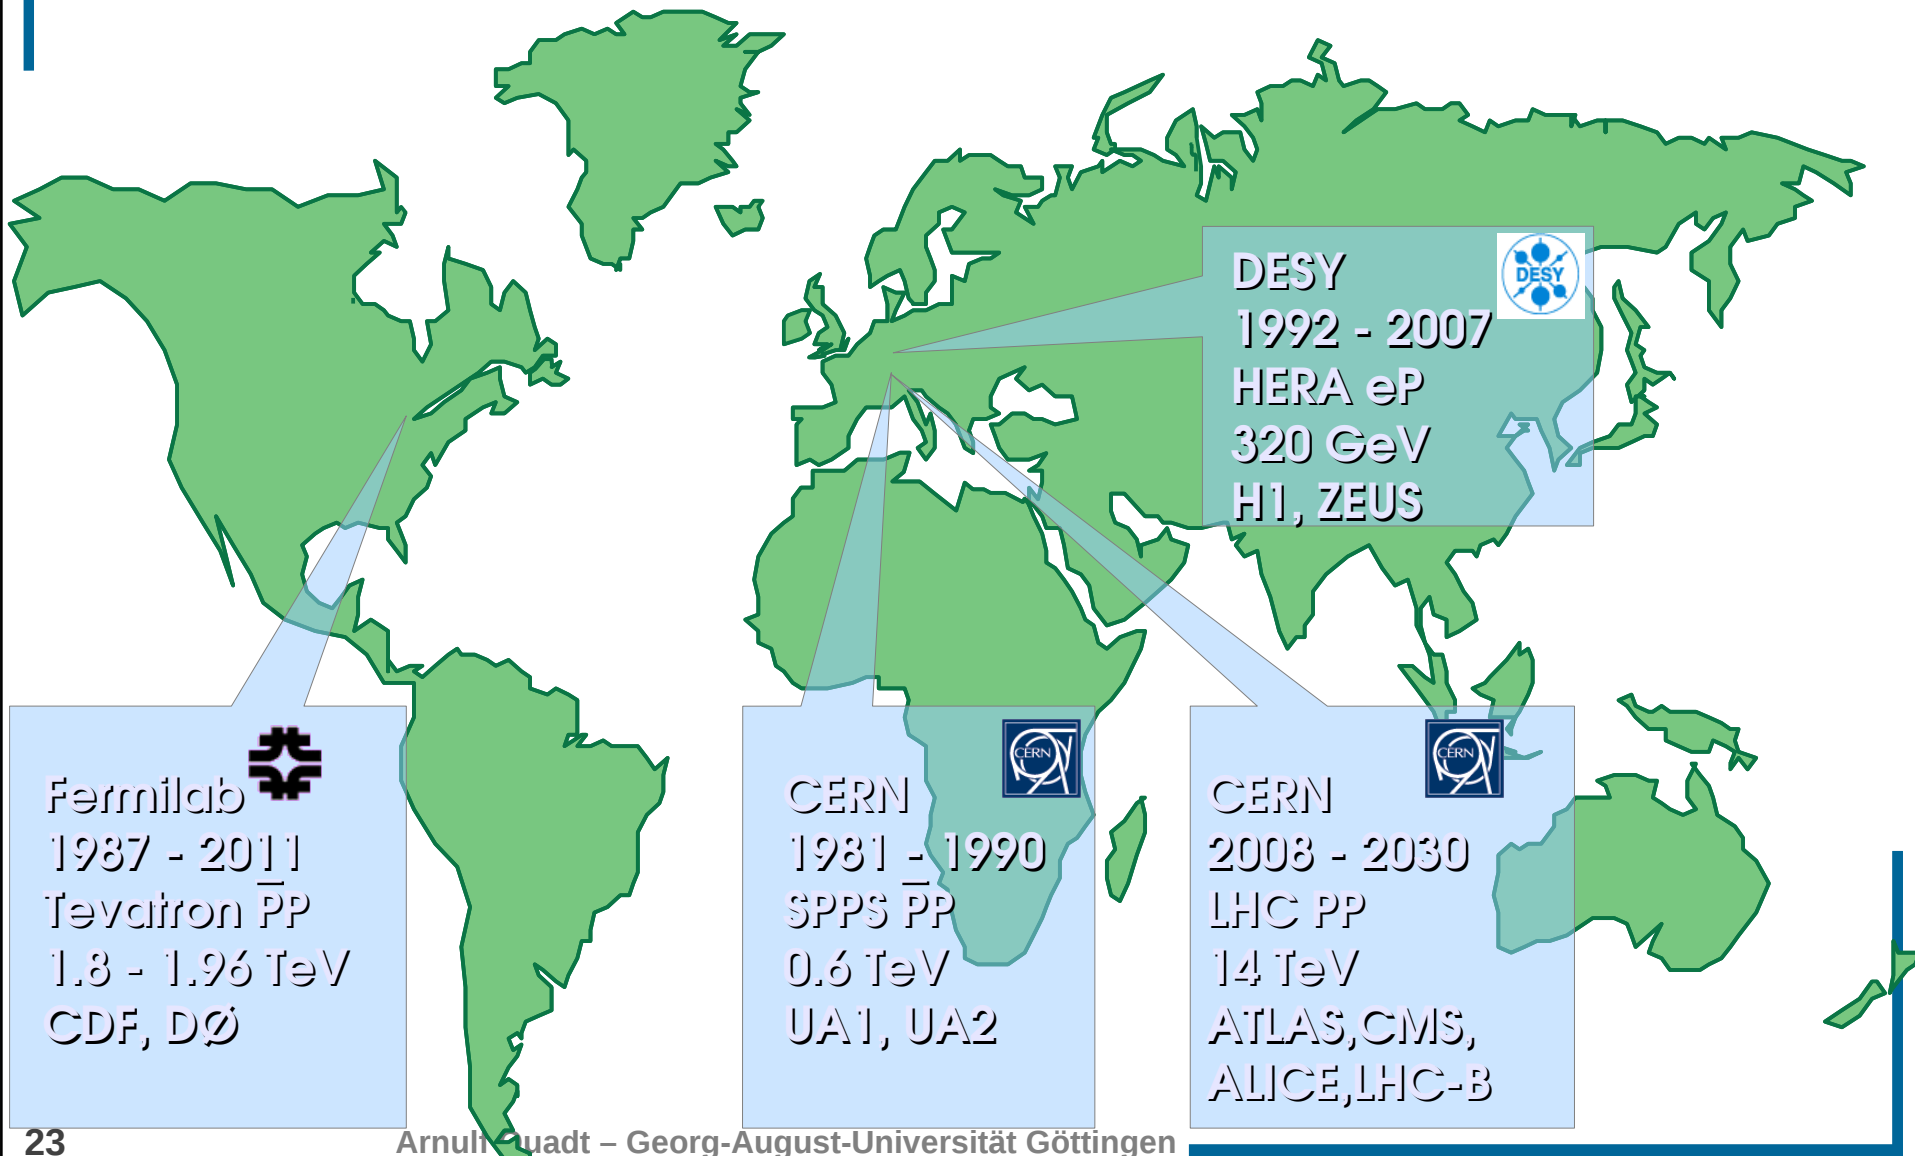 DESY
DESY
1992 - 2007
HERA eP
320 GeV
H1, ZEUS
Fermilab
1987 - 2011
Tevatron P̅P
1.8 - 1.96 TeV
CDF, DØ
CERN
CERN
1981 - 1990
SPPS P̅P
0.6 TeV
UA1, UA2
CERN
CERN
2008 - 2030
LHC PP
14 TeV
ATLAS,CMS,
ALICE,LHC-B
23
Arnulf Quadt – Georg-August-Universität Göttingen